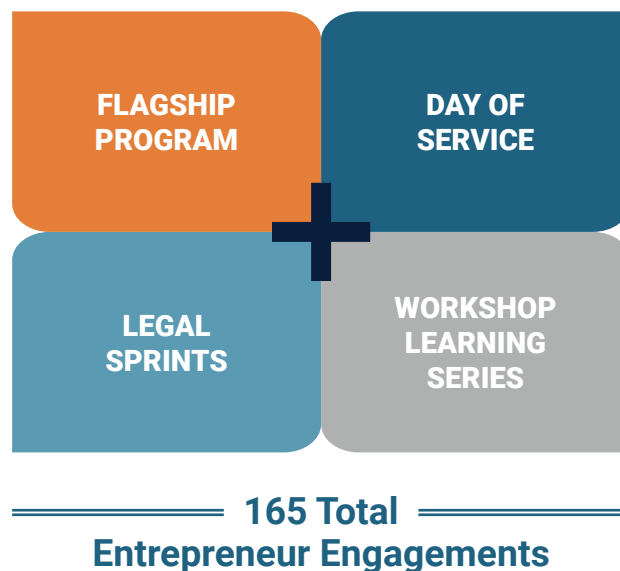 FLAGSHIP
PROGRAM
DAY OF
SERVICE
LEGAL
SPRINTS
WORKSHOP
LEARNING
SERIES
165 Total
Entrepreneur Engagements